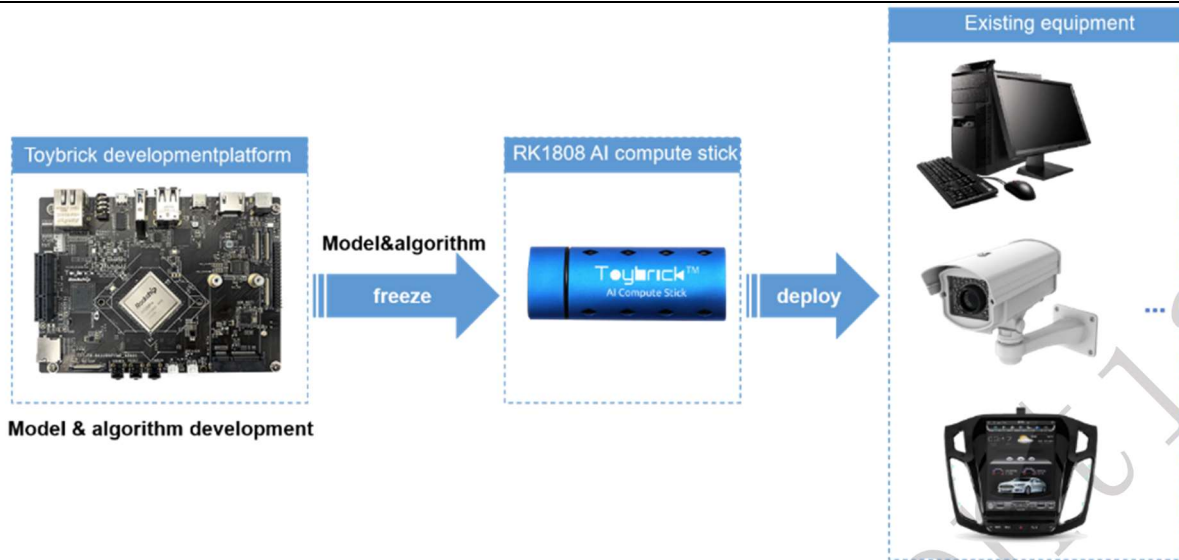 Existing equipment
Toybrick developmentplatform
RK1808 AI compute stick
Model&algorithm
freeze
Toybrick™
AI Compute Stick
deploy
...
Rockchip
Model & algorithm development